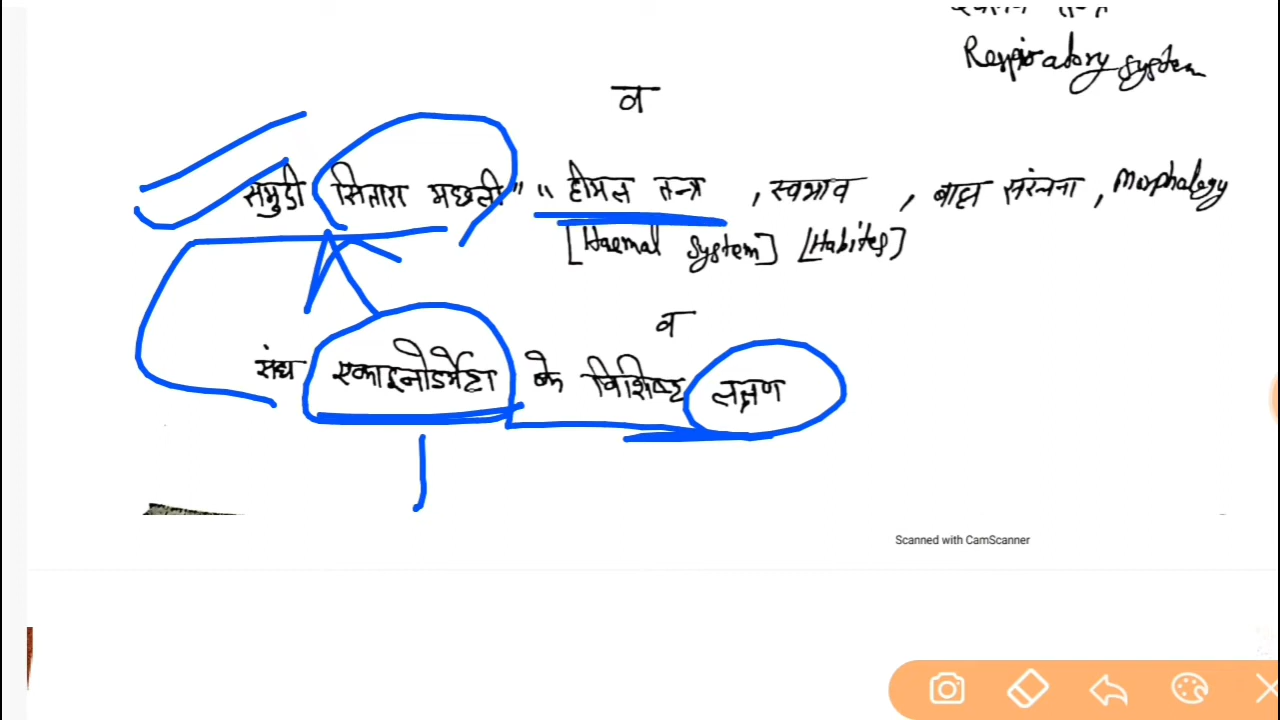 Respiratory system
व
समुद्री सितारा मछली" "हीमल तन्त्र , स्वभाव , बाह्म संरचना , Morphology
[Haemal system] [Habites]
व
संघ एकाइनोडर्मेटा के विशिष्ट लक्षण
Scanned with CamScanner